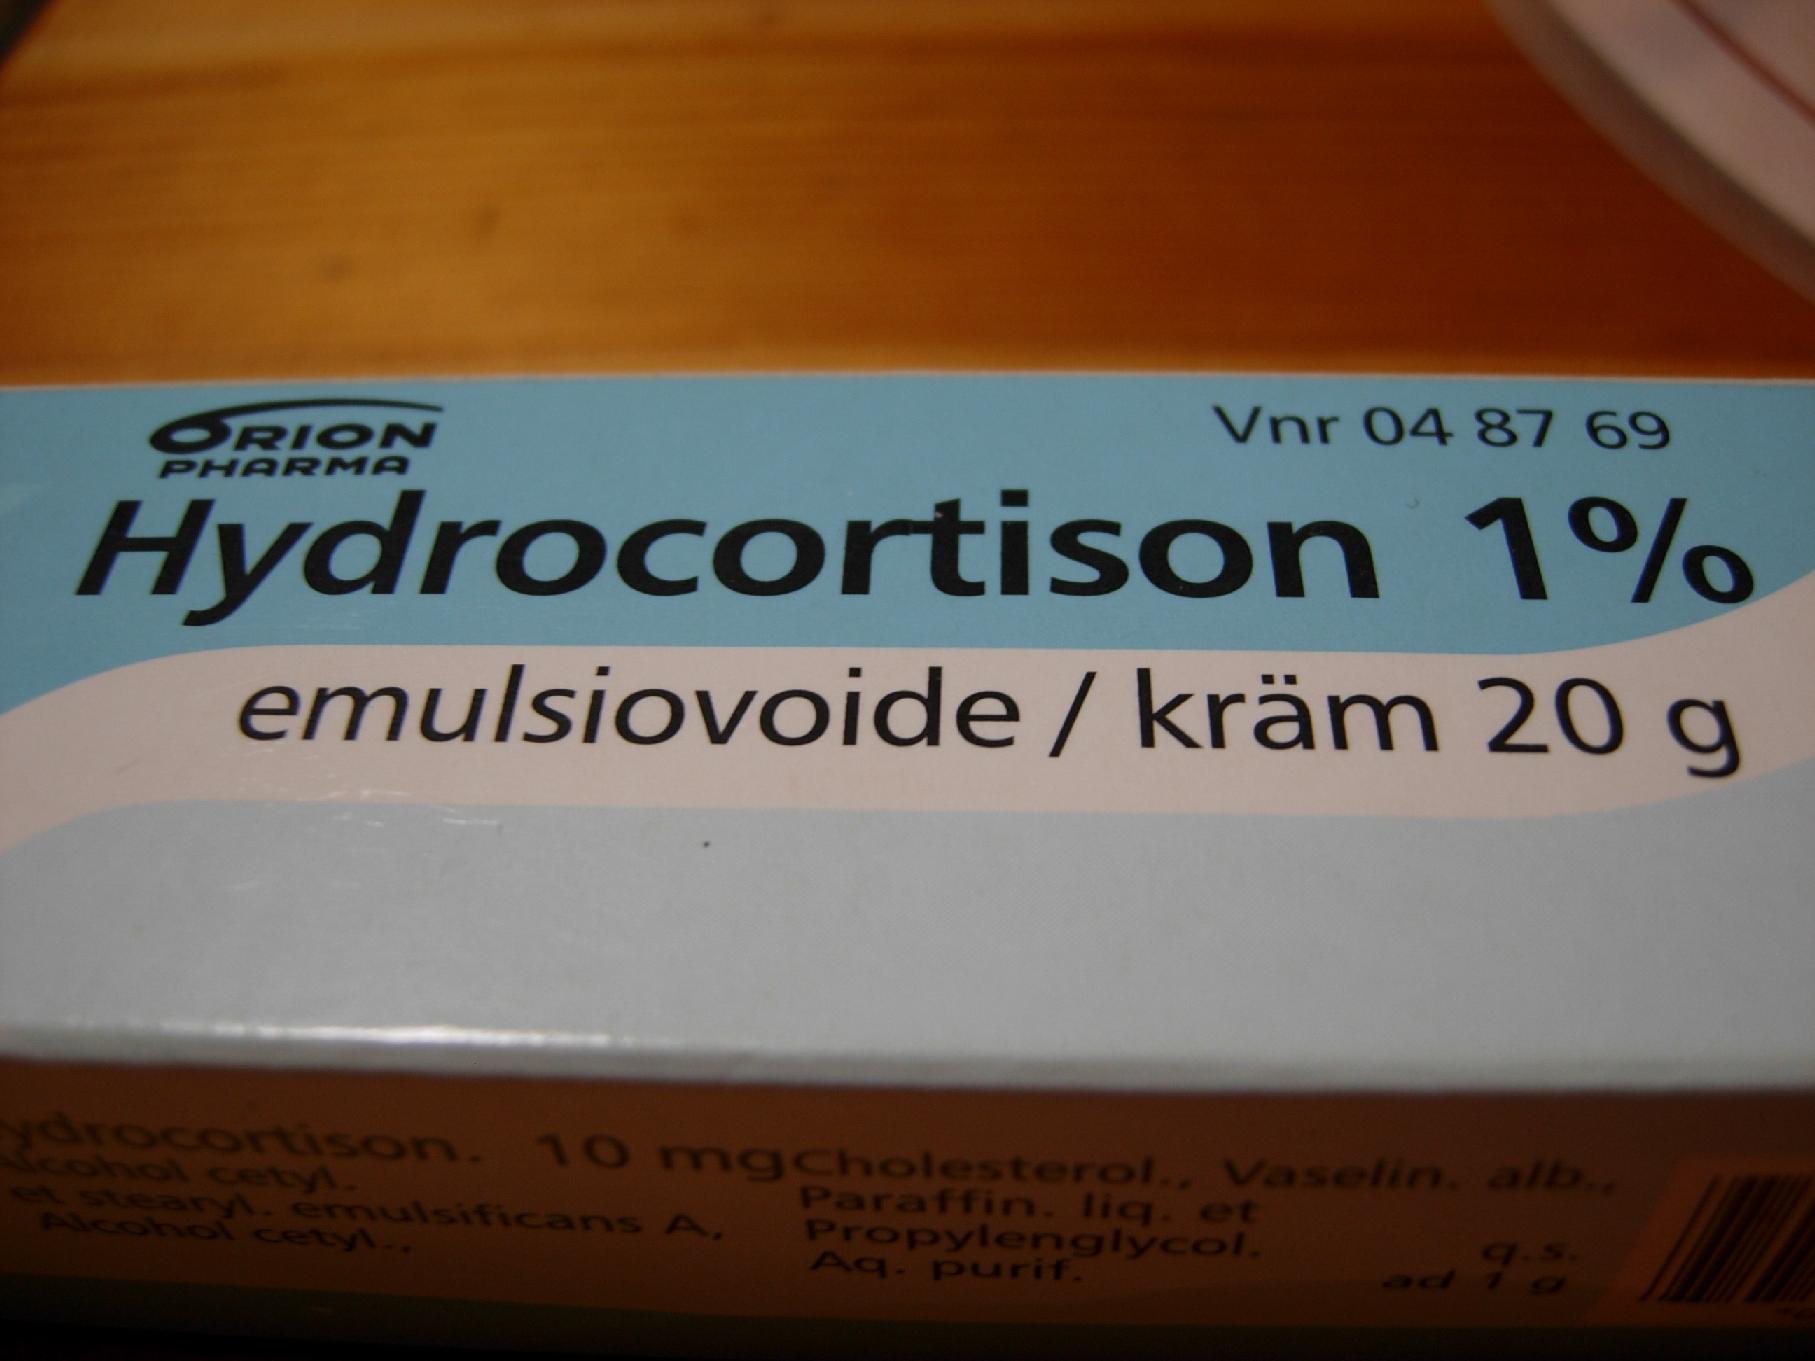 ORION
PHARMA
Vnr 04 87 69
Hydrocortison 1%
emulsiovoide / kräm 20 g
ydrocortison. 10 mg
Alcohol cetyl.
et stearyl. emulsificans A,
Alcohol cetyl.,
Cholesterol., Vaselin. alb.,
Paraffin. liq. et
Propylenglycol. q.s.
Aq. purif. ad 1 g